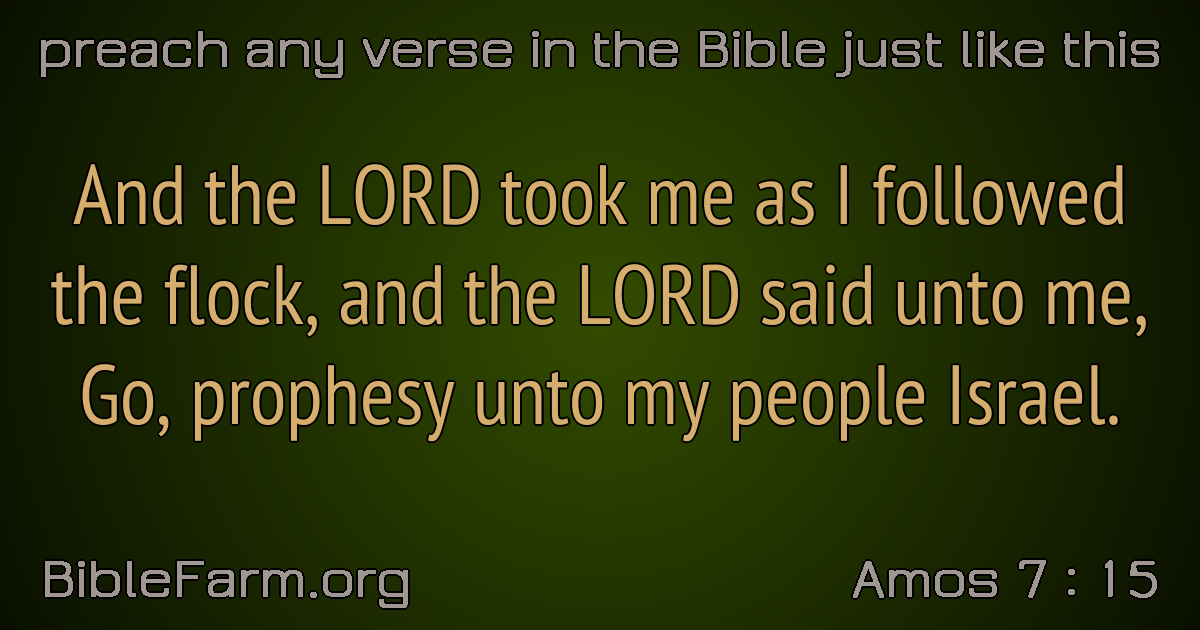 preach any verse in the Bible just like this
And the LORD took me as I followed
the flock, and the LORD said unto me,
Go, prophesy unto my people Israel.
BibleFarm.org
Amos 7 : 15